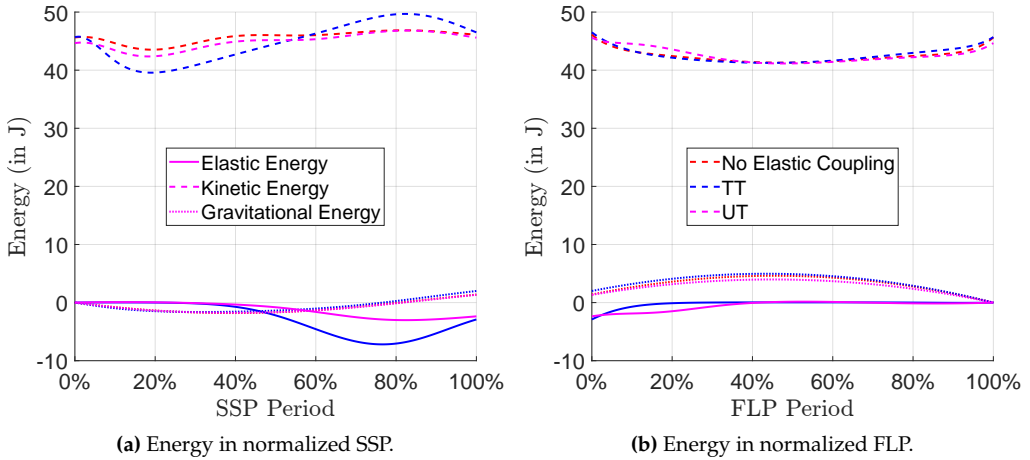 50
40
30
20
10
0
-10
Energy (in J)
Elastic Energy
Kinetic Energy
Gravitational Energy
0% 20% 40% 60% 80% 100%
SSP Period
(a) Energy in normalized SSP.
50
40
30
20
10
0
-10
Energy (in J)
No Elastic Coupling
TT
UT
0% 20% 40% 60% 80% 100%
FLP Period
(b) Energy in normalized FLP.